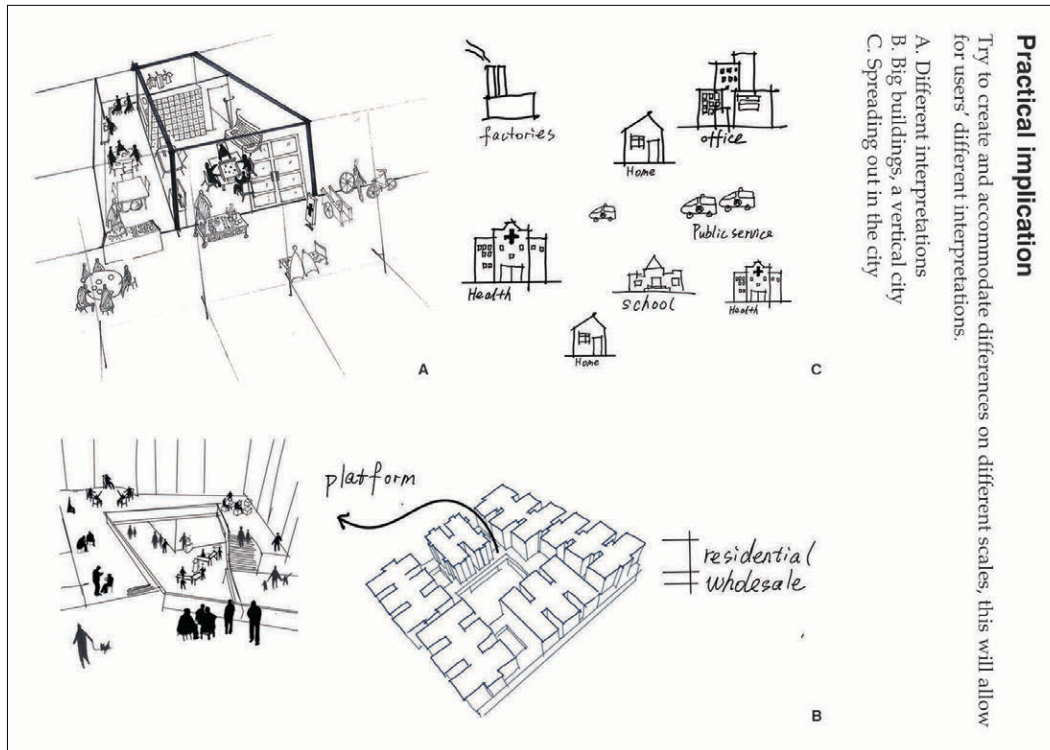 Practical implication
Try to create and accommodate differences on different scales, this will allow
for users' different interpretations.
A. Different interpretations
B. Big buildings, a vertical city
C. Spreading out in the city
A
factories
office
Home
Public service
Health
school
Health
Home
C
platform
residential
wholesale
B